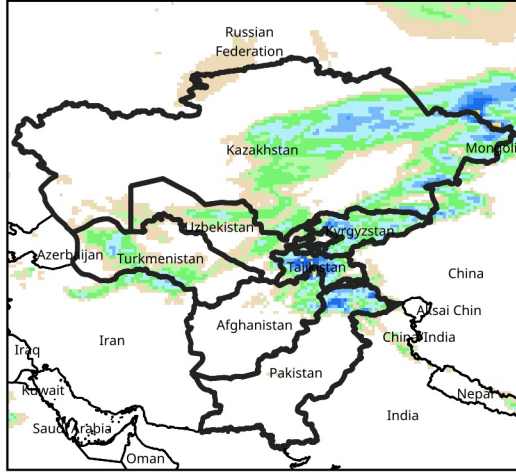 Russian
Federation
Kazakhstan
Mongoli
Uzbekistan
Kyrgyzstan
Azerbaijan
Turkmenistan
Tajikistan
China
Aksai Chin
Afghanistan
China/India
Iran
Iraq
Pakistan
Kuwait
Nepal
India
Saudi Arabia
Oman